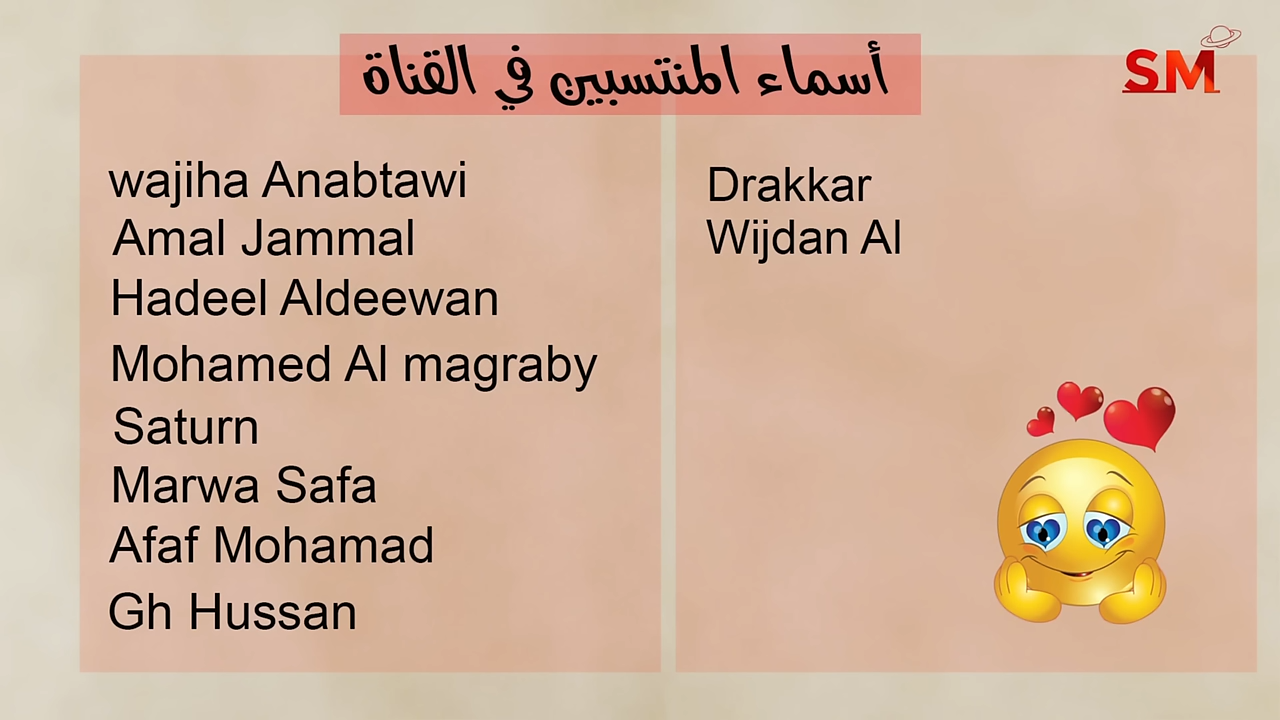 أسماء المنتسبين في القناة
SM
wajiha Anabtawi
Amal Jammal
Hadeel Aldeewan
Mohamed Al magraby
Saturn
Marwa Safa
Afaf Mohamad
Gh Hussan
Drakkar
Wijdan Al